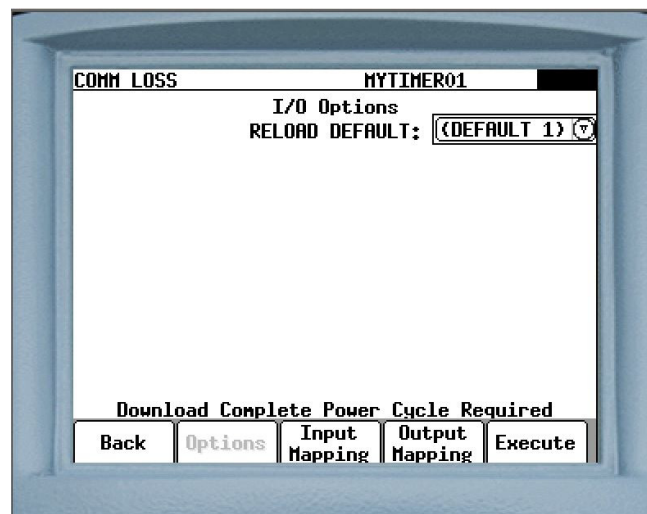 COMM LOSS MYTIMER01
I/O Options
RELOAD DEFAULT: (DEFAULT 1)
Download Complete Power Cycle Required
Back Options Input Mapping Output Mapping Execute